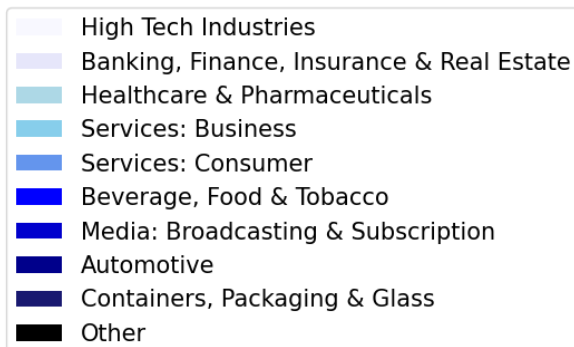 High Tech Industries
Banking, Finance, Insurance & Real Estate
Healthcare & Pharmaceuticals
Services: Business
Services: Consumer
Beverage, Food & Tobacco
Media: Broadcasting & Subscription
Automotive
Containers, Packaging & Glass
Other